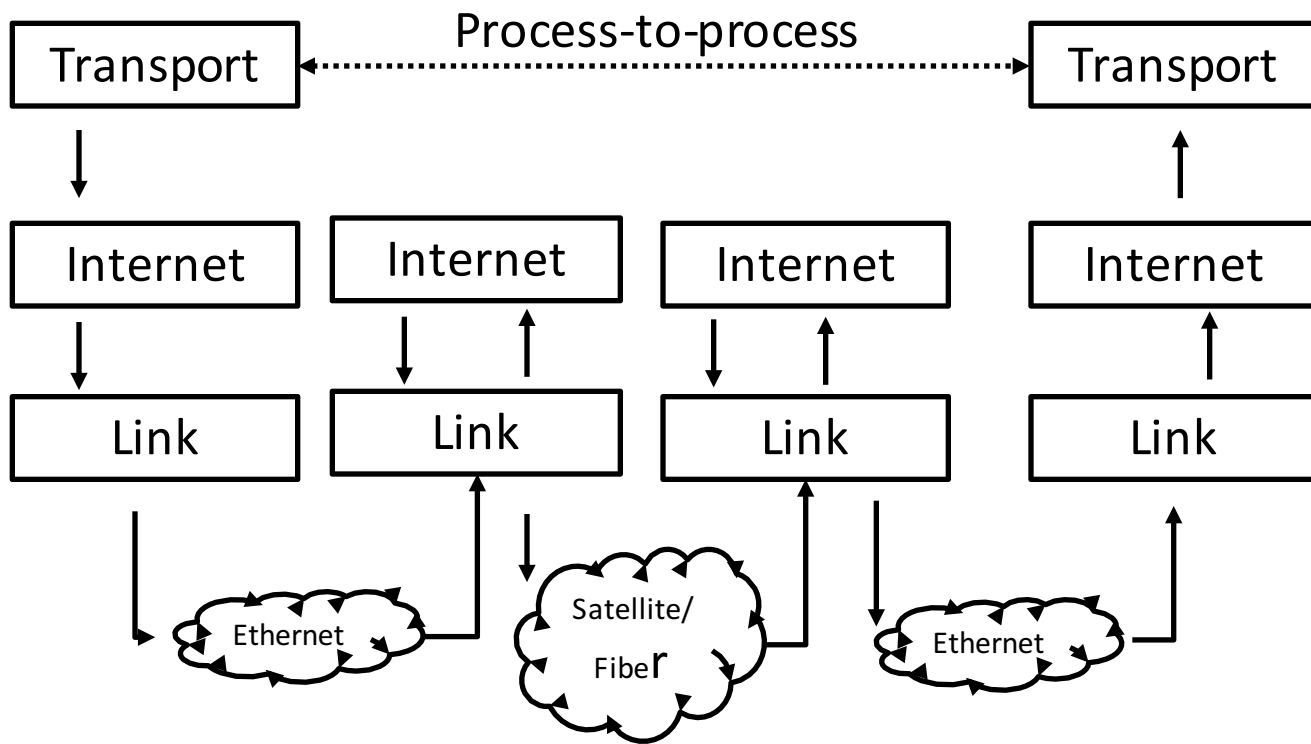 Process-to-process
Transport
Transport
Internet
Internet
Internet
Internet
Link
Link
Link
Link
Ethernet
Satellite/
Fiber
Ethernet